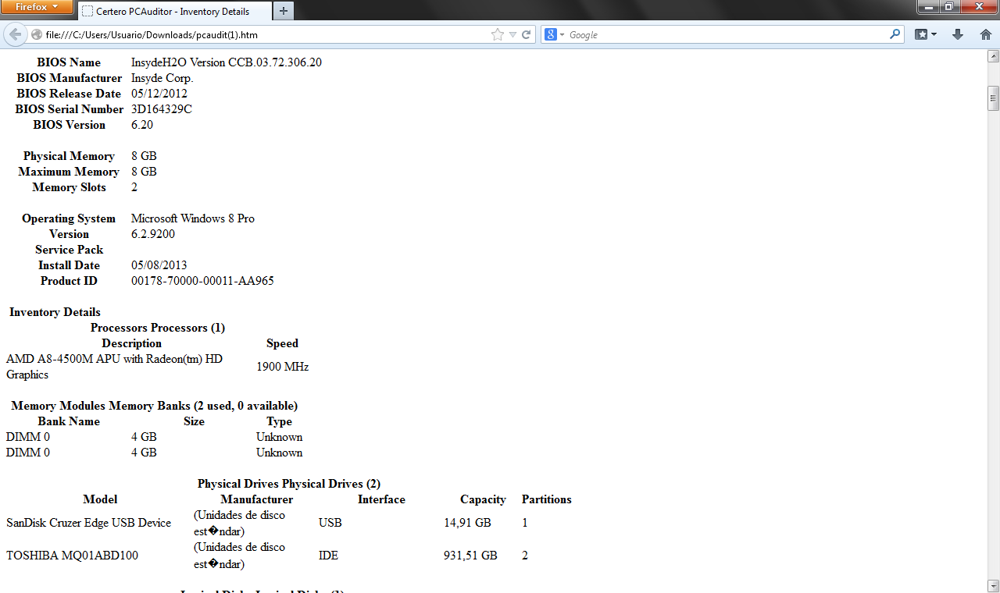 Firefox
Certero PCAuditor - Inventory Details
file:///C:/Users/Usuario/Downloads/pcaudit(1).htm
Google
BIOS Name InsydeH2O Version CCB.03.72.306.20
BIOS Manufacturer Insyde Corp.
BIOS Release Date 05/12/2012
BIOS Serial Number 3D164329C
BIOS Version 6.20
Physical Memory 8 GB
Maximum Memory 8 GB
Memory Slots 2
Operating System Microsoft Windows 8 Pro
Version 6.2.9200
Service Pack
Install Date 05/08/2013
Product ID 00178-70000-00011-AA965
Inventory Details
Processors Processors (1)
Description Speed
AMD A8-4500M APU with Radeon(tm) HD
Graphics 1900 MHz
Memory Modules Memory Banks (2 used, 0 available)
Bank Name Size Type
DIMM 0 4 GB Unknown
DIMM 0 4 GB Unknown
Physical Drives Physical Drives (2)
Model Manufacturer Interface Capacity Partitions
SanDisk Cruzer Edge USB Device (Unidades de disco
est�ndar) USB 14,91 GB 1
TOSHIBA MQ01ABD100 (Unidades de disco
est�ndar) IDE 931,51 GB 2